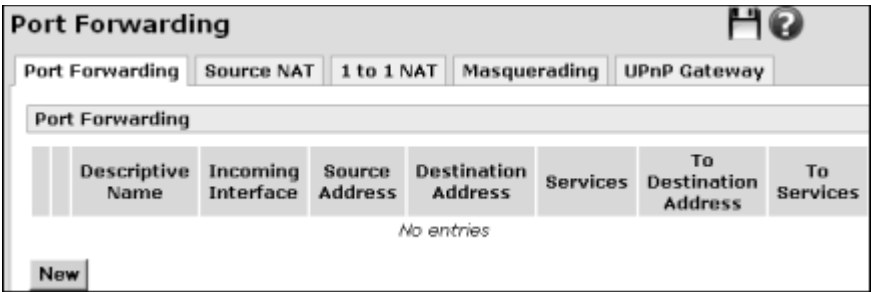 Port Forwarding
?
Port Forwarding Source NAT 1 to 1 NAT Masquerading UPnP Gateway
Port Forwarding
Descriptive Name Incoming Interface Source Address Destination Address Services To Destination Address To Services
No entries
New